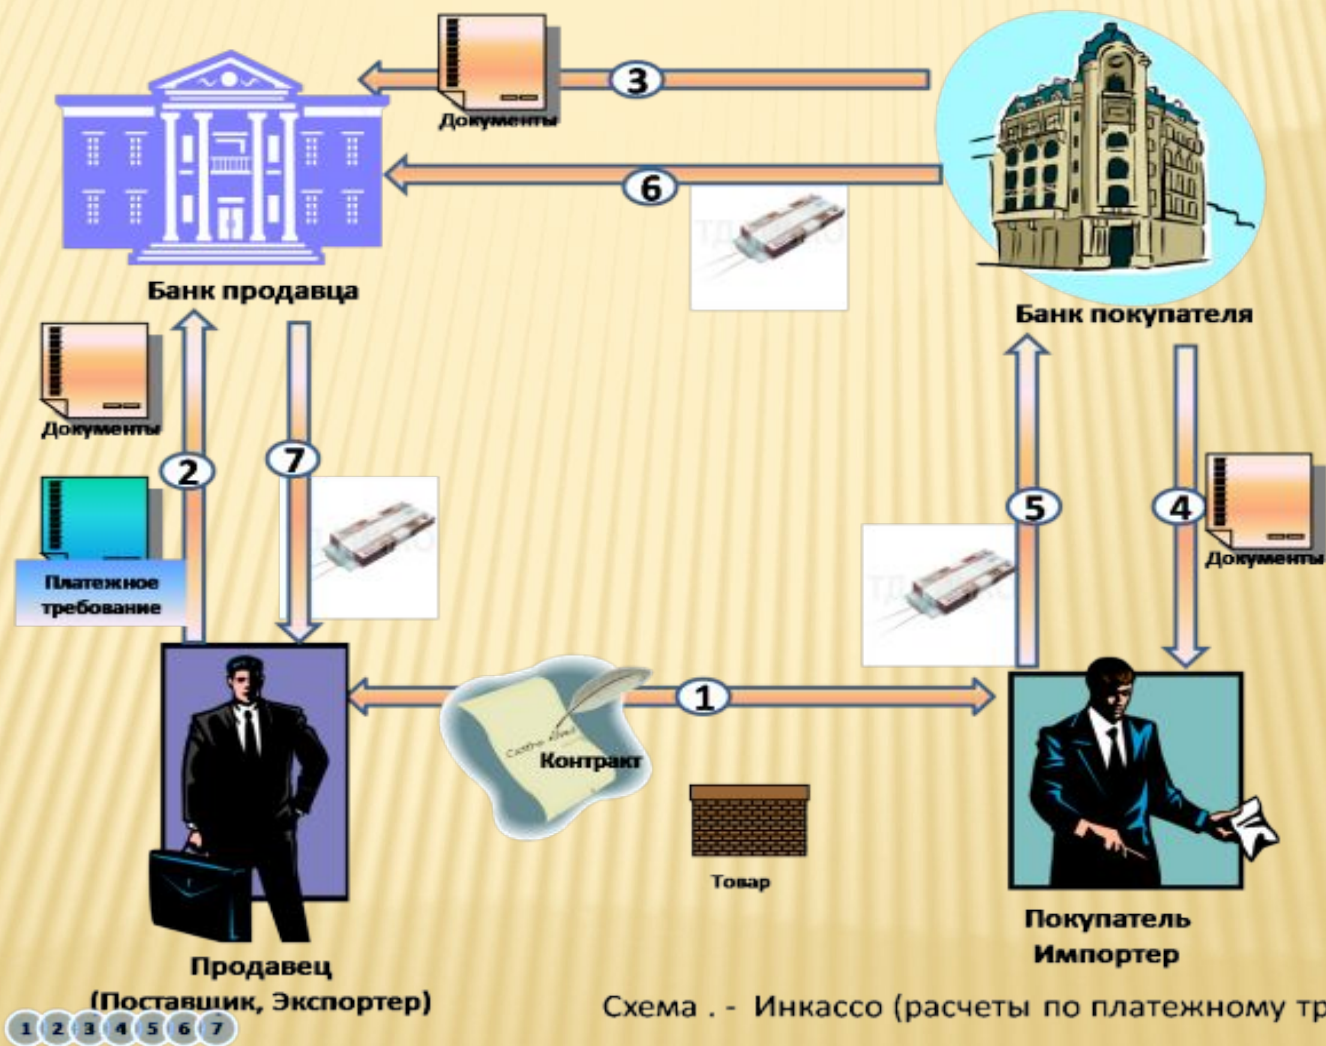 3
Документы
6
Банк продавца
Банк покупателя
Документы
2
7
Платежное
требование
5
4
Документы
1
Контракт
Товар
Продавец
(Поставщик, Экспортер)
Покупатель
Импортер
Схема . - Инкассо (расчеты по платежному тр
1 2 3 4 5 6 7